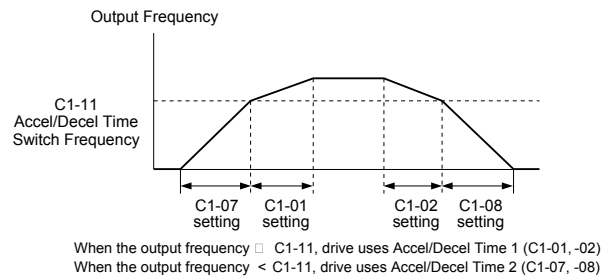 Output Frequency
C1-11
Accel/Decel Time
Switch Frequency
C1-07
setting
C1-01
setting
C1-02
setting
C1-08
setting
When the output frequency □ C1-11, drive uses Accel/Decel Time 1 (C1-01, -02)
When the output frequency < C1-11, drive uses Accel/Decel Time 2 (C1-07, -08)